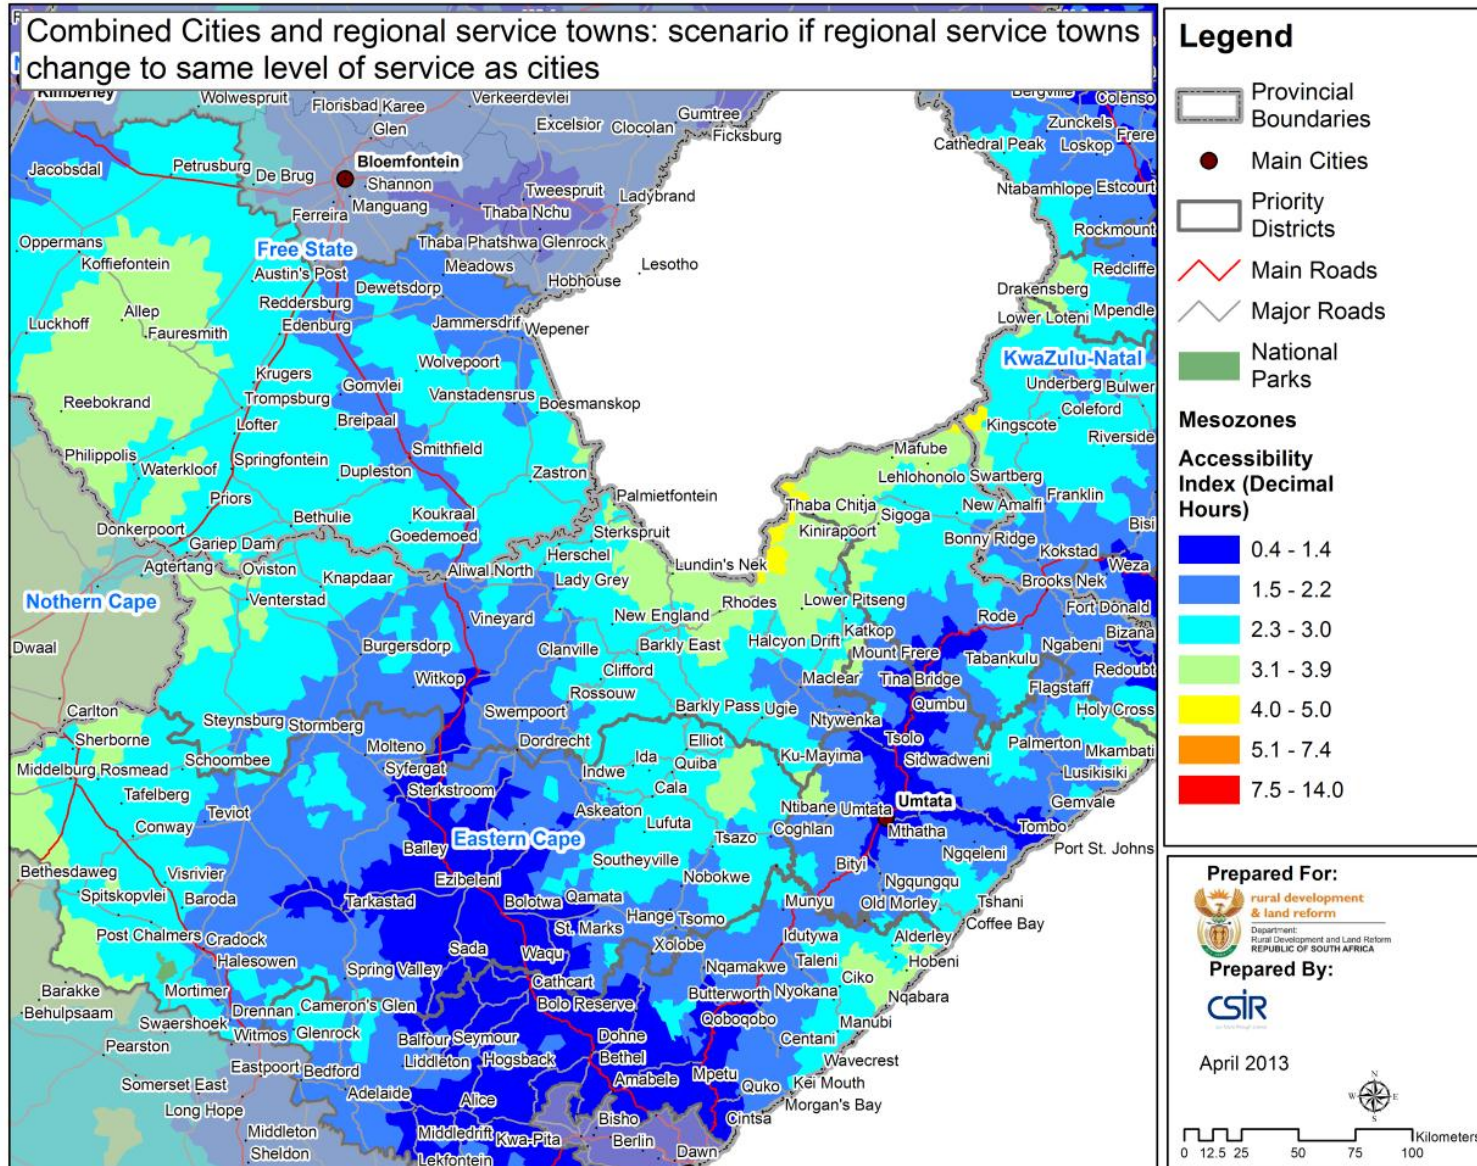 Combined Cities and regional service towns: scenario if regional service towns
change to same level of service as cities
Kimberley
Wolwespruit
Florisbad Karee
Verkeerdevlei
Glen
Excelsior
Clocolan
Gumtree
Ficksburg
Bergville
Colenso
Zunckels
Frere
Loskop
Cathedral Peak
Jacobsdal
Petrusburg
De Brug
Bloemfontein
Shannon
Manguang
Ferreira
Tweespruit
Thaba Nchu
Ladybrand
Ntabamhlope
Estcourt
Rockmount
Oppermans
Koffiefontein
Free State
Thaba Phatshwa Glenrock
Lesotho
Redcliffe
Austin's Post
Meadows
Dewetsdorp
Hobhouse
Drakensberg
Allep
Luckhoff
Fauresmith
Reddersburg
Edenburg
Jammersdrif
Wepener
Lower Loteni
Mpendle
KwaZulu-Natal
Wolvepoort
Krugers
Gomvlei
Trompsburg
Vanstadensrus
Boesmanskop
Underberg
Bulwer
Coleford
Reebokrand
Lofter
Breipaal
Kingscote
Riverside
Philippolis
Waterkloof
Springfontein
Smithfield
Dupleston
Zastron
Mafube
Lehlohonolo
Swartberg
Priors
Palmietfontein
Thaba Chitja
Sigoga
New Amalfi
Franklin
Donkerpoort
Bethulie
Koukraal
Sterkspruit
Kinirapoort
Bisi
Gariep Dam
Goedemoed
Herschel
Bonny Ridge
Kokstad
Agtertang
Oviston
Knapdaar
Aliwal North
Lady Grey
Lundin's Nek
Weza
Brooks Nek
Nothern Cape
Venterstad
Vineyard
New England
Rhodes
Lower Pitseng
Rode
Fort Donald
Bizana
Dwaal
Burgersdorp
Clanville
Barkly East
Halcyon Drift
Katkop
Mount Frere
Ngabeni
Tabankulu
Redoubt
Witkop
Clifford
Rossouw
Maclear
Tina Bridge
Flagstaff
Carlton
Steynsburg
Stormberg
Swempoort
Barkly Pass
Ugie
Ntywenka
Qumbu
Holy Cross
Sherborne
Molteno
Dordrecht
Elliot
Tsolo
Palmerton
Mkambati
Middelburg Rosmead
Schoombee
Syfergat
Ida
Quiba
Ku-Mayima
Sidwadweni
Lusikisiki
Indwe
Tafelberg
Teviot
Sterkstroom
Askeaton
Cala
Ntibane
Umtata
Umtata
Gemvale
Conway
Eastern Cape
Lufuta
Tsazo
Coghlan
Mthatha
Tombo
Bailey
Southeyville
Bityi
Ngqeleni
Port St. Johns
Bethesdaweg
Visrivier
Ezibeleni
Nobokwe
Ngqungqu
Spitskopvlei
Baroda
Tarkastad
Bolotwa
Qamata
Munyu
Old Morley
Tshani
Post Chalmers
Cradock
St. Marks
Hange
Tsomo
Coffee Bay
Halesowen
Sada
Waqu
Xolobe
Idutywa
Alderley
Spring Valley
Nqamakwe
Taleni
Ciko
Hobeni
Barakke
Mortimer
Cathcart
Butterworth
Nyokana
Nqabara
Behulpsaam
Drennan
Cameron's Glen
Bolo Reserve
Qoboqobo
Manubi
Swaershoek
Witmos
Glenrock
Balfour
Seymour
Dohne
Centani
Pearston
Liddleton
Hogsback
Bethel
Wavecrest
Eastpoort
Bedford
Amabele
Mpetu
Quko
Kei Mouth
Somerset East
Adelaide
Morgan's Bay
Long Hope
Alice
Bisho
Cintsa
Middleton
Middledrift
Kwa-Pita
Berlin
Sheldon
Lekfontein
Dawn
Legend
Provincial
Boundaries
Main Cities
Priority
Districts
Main Roads
Major Roads
National
Parks
Mesozones
Accessibility
Index (Decimal
Hours)
0.4 - 1.4
1.5 - 2.2
2.3 - 3.0
3.1 - 3.9
4.0 - 5.0
5.1 - 7.4
7.5 - 14.0
Prepared For:
rural development
& land reform
Department:
Rural Development and Land Reform
REPUBLIC OF SOUTH AFRICA
Prepared By:
CSIR
April 2013
N
W E
S
Kilometers
0 12.5 25 50 75 100